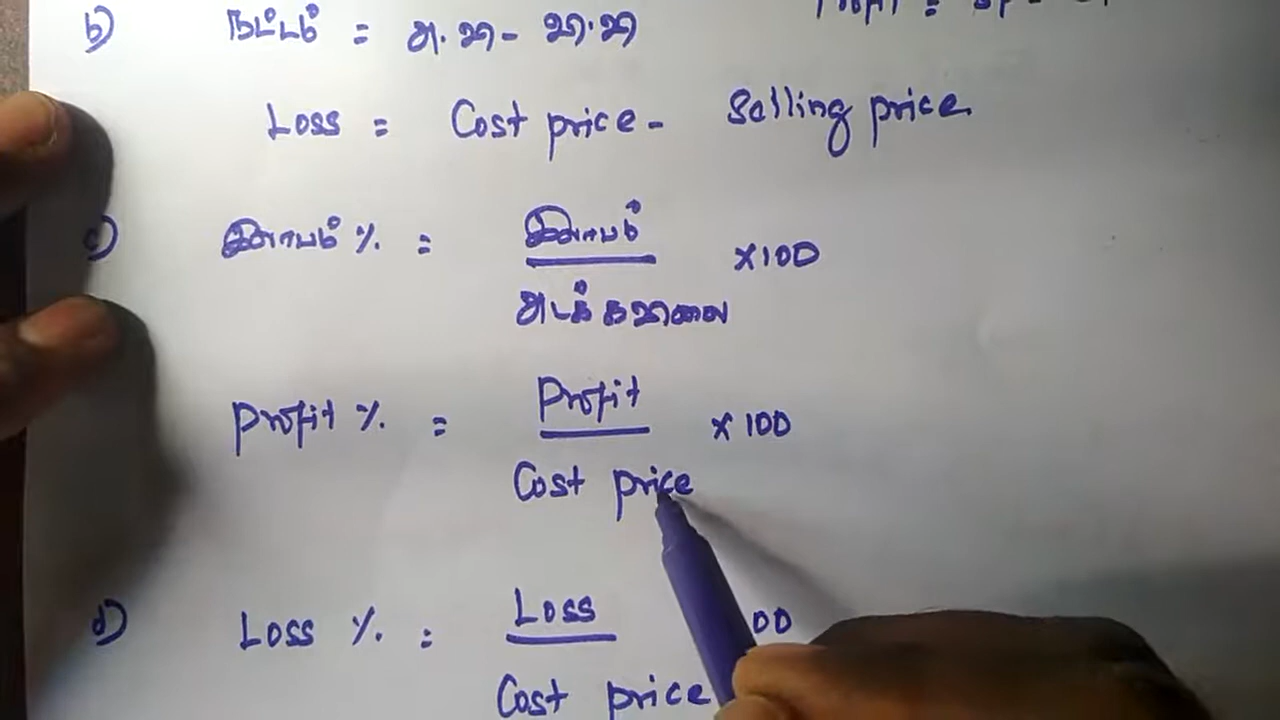 b) நட்டம் = அ.வி - வி.வி
Loss = Cost price - Selling price
c) இலாபம் % = இலாபம் / அடக்கவிலை ×100
Profit % = Profit / Cost price × 100
d) Loss % = Loss / Cost price 00